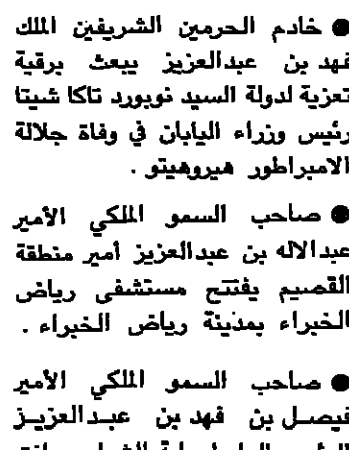 ● خادم الحرمين الشريفين الملك
فهد بن عبدالعزيز يبعث برقية
تعزية لدولة السيد نوبورد تاكا شيتا
رئيس وزراء اليابان في وفاة جلالة
الامبراطور هيروهيتو .
● صاحب السمو الملكي الأمير
عبدالاله بن عبدالعزيز أمير منطقة
القصيم يفتتح مستشفى رياض
الخبراء بمدينة رياض الخبراء .
● صاحب السمو الملكي الأمير
فيصل بن فهد بن عبدالعزيز